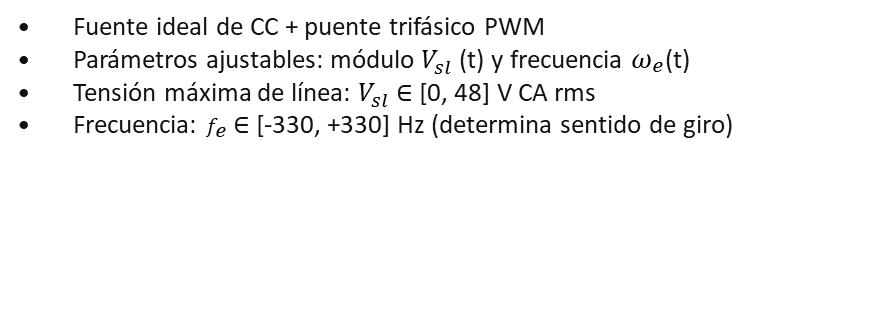 • Fuente ideal de CC + puente trifásico PWM
• Parámetros ajustables: módulo 𝑉𝑠𝑙 (t) y frecuencia 𝜔𝑒(t)
• Tensión máxima de línea: 𝑉𝑠𝑙 ∈ [0, 48] V CA rms
• Frecuencia: 𝑓𝑒 ∈ [-330, +330] Hz (determina sentido de giro)